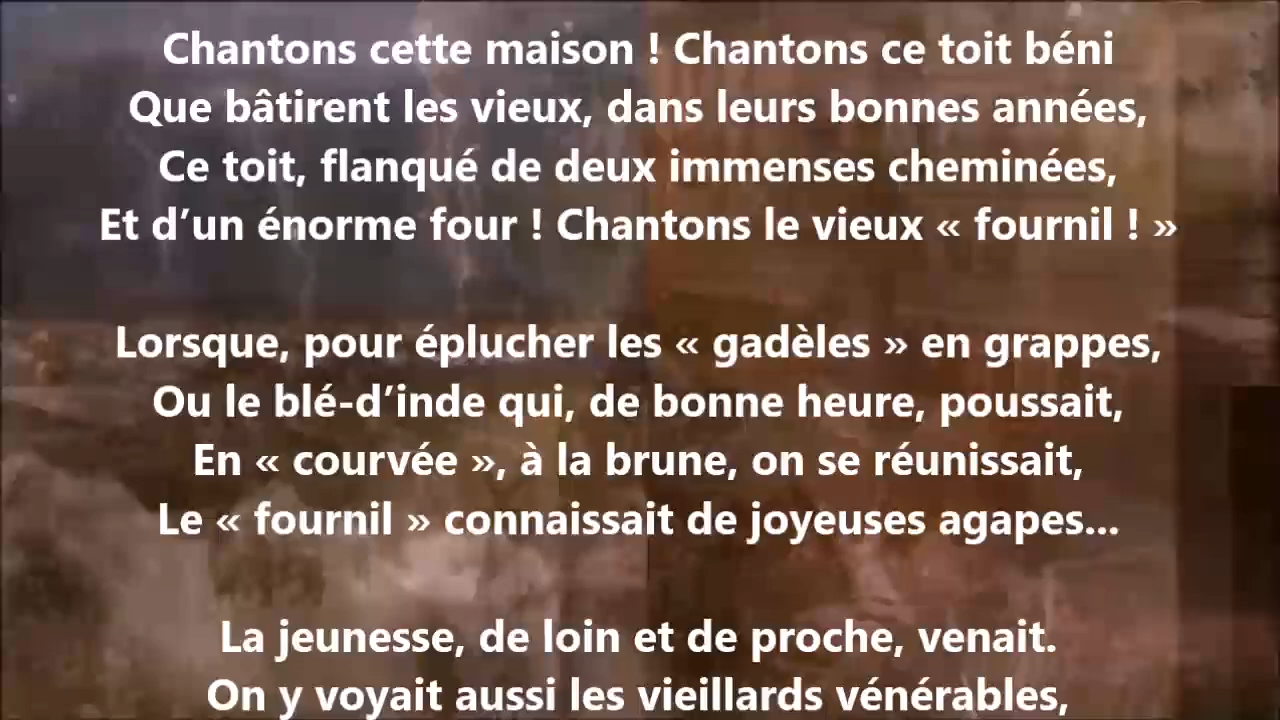 Chantons cette maison ! Chantons ce toit béni
Que bâtirent les vieux, dans leurs bonnes années,
Ce toit, flanqué de deux immenses cheminées,
Et d’un énorme four ! Chantons le vieux « fournil ! »
Lorsque, pour éplucher les « gadèles » en grappes,
Ou le blé-d’inde qui, de bonne heure, poussait,
En « courvée », à la brune, on se réunissait,
Le « fournil » connaissait de joyeuses agapes...
La jeunesse, de loin et de proche, venait.
On y voyait aussi les vieillards vénérables,